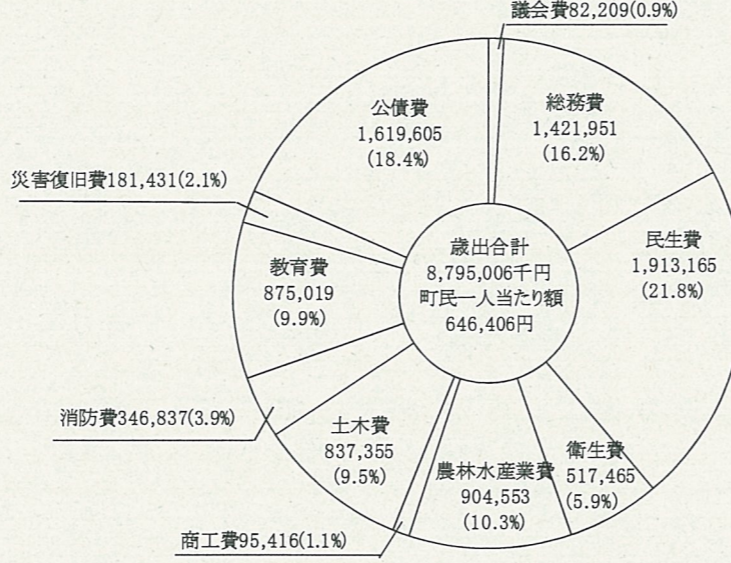 議会費82,209(0.9%)
総務費
1,421,951
(16.2%)
民生費
1,913,165
(21.8%)
衛生費
517,465
(5.9%)
農林水産業費
904,553
(10.3%)
商工費95,416(1.1%)
土木費
837,355
(9.5%)
消防費346,837(3.9%)
教育費
875,019
(9.9%)
災害復旧費181,431(2.1%)
公債費
1,619,605
(18.4%)
歳出合計
8,795,006千円
町民一人当たり額
646,406円